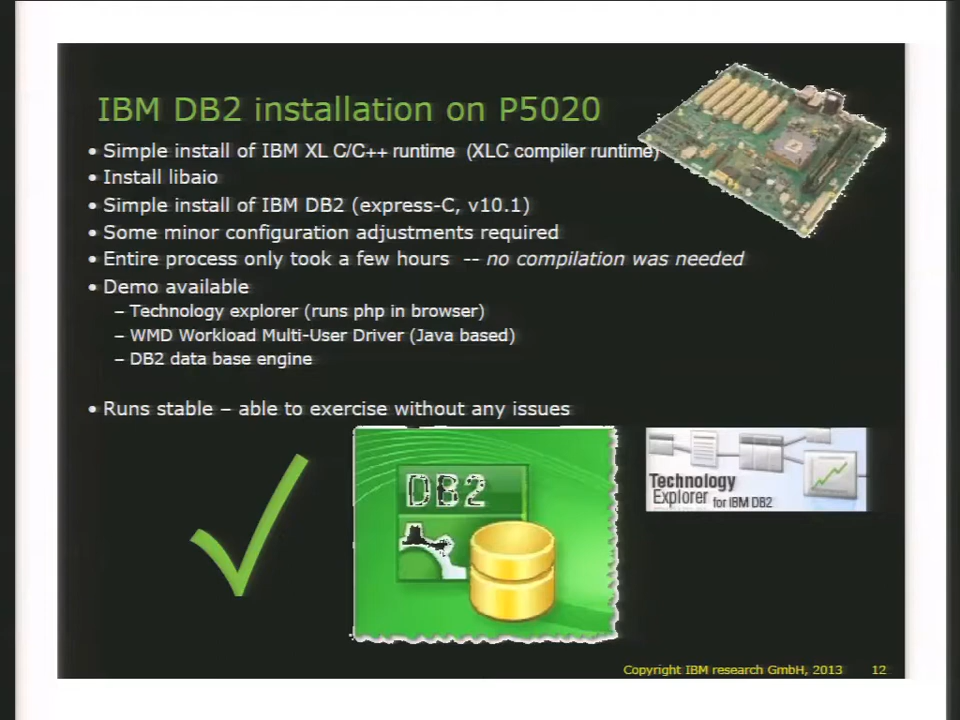 IBM DB2 installation on P5020
• Simple install of IBM XL C/C++ runtime (XLC compiler runtime)
• Install libaio
• Simple install of IBM DB2 (express-C, v10.1)
• Some minor configuration adjustments required
• Entire process only took a few hours -- no compilation was needed
• Demo available
– Technology explorer (runs php in browser)
– WMD Workload Multi-User Driver (Java based)
– DB2 data base engine
• Runs stable – able to exercise without any issues
DB2
Technology
Explorer for IBM DB2
Copyright IBM research GmbH, 2013 12